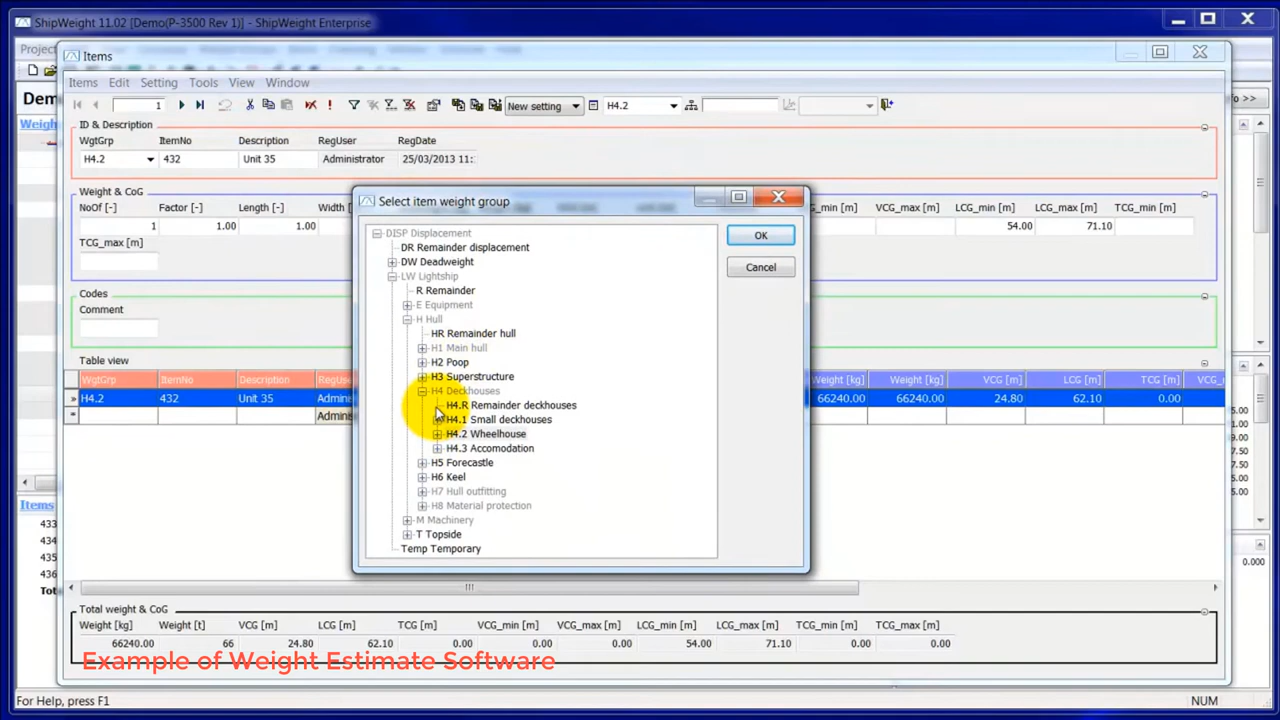 ShipWeight 11.02 [Demo(P-3500 Rev 1)] - ShipWeight Enterprise
Project
Items
Items Edit Setting Tools View Window
1 New setting H4.2
ID & Description
WgtGrp ItemNo Description RegUser RegDate
H4.2 432 Unit 35 Administrator 25/03/2013 11:
Weight & CoG
NoOf [-] Factor [-] Length [-] Width [ VCG_max [m] LCG_min [m] LCG_max [m] TCG_min [m]
1 1.00 1.00 54.00 71.10
TCG_max [m]
Codes
Comment
Table view
WgtGrp ItemNo Description RegUse Weight [kg] Weight [kg] VCG [m] LCG [m] TCG [m]
H4.2 432 Unit 35 Adminis 66240.00 66240.00 24.80 62.10 0.00
Adminis
Select item weight group
OK
Cancel
DISP Displacement
DR Remainder displacement
DW Deadweight
LW Lightship
R Remainder
E Equipment
H Hull
HR Remainder hull
H1 Main hull
H2 Poop
H3 Superstructure
H4 Deckhouses
H4.R Remainder deckhouses
H4.1 Small deckhouses
H4.2 Wheelhouse
H4.3 Accomodation
H5 Forecastle
H6 Keel
H7 Hull outfitting
H8 Material protection
M Machinery
T Topside
Temp Temporary
Total weight & CoG
Weight [kg] Weight [t] VCG [m] LCG [m] TCG [m] VCG_min [m] VCG_max [m] LCG_min [m] LCG_max [m] TCG_min [m] TCG_max [m]
66240.00 66 24.80 62.10 0.00 0.00 0.00 54.00 71.10 0.00 0.00
Example of Weight Estimate Software
Dem
Weigh
Items
433
434
435
436
Tot
0.000
For Help, press F1
NUM